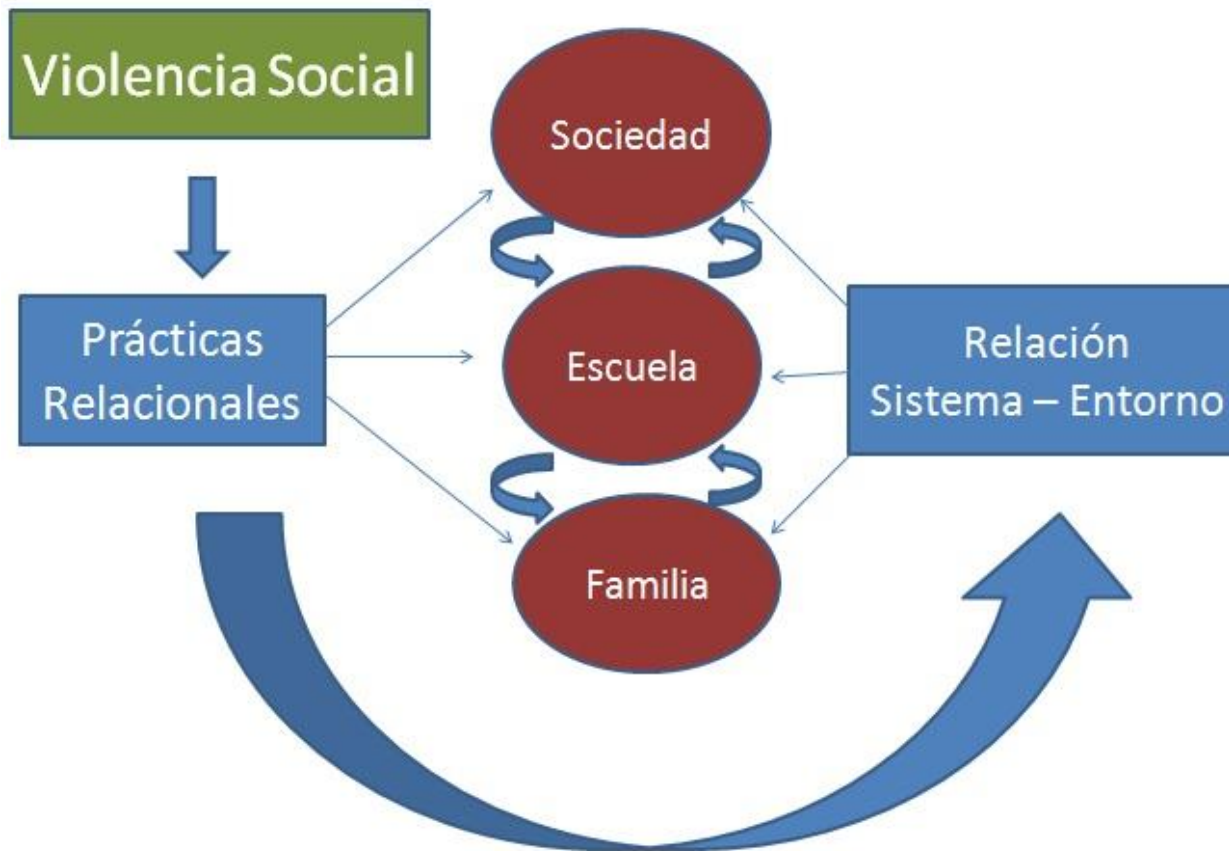 Violencia Social
Sociedad
Prácticas
Relacionales
Escuela
Relación
Sistema – Entorno
Familia